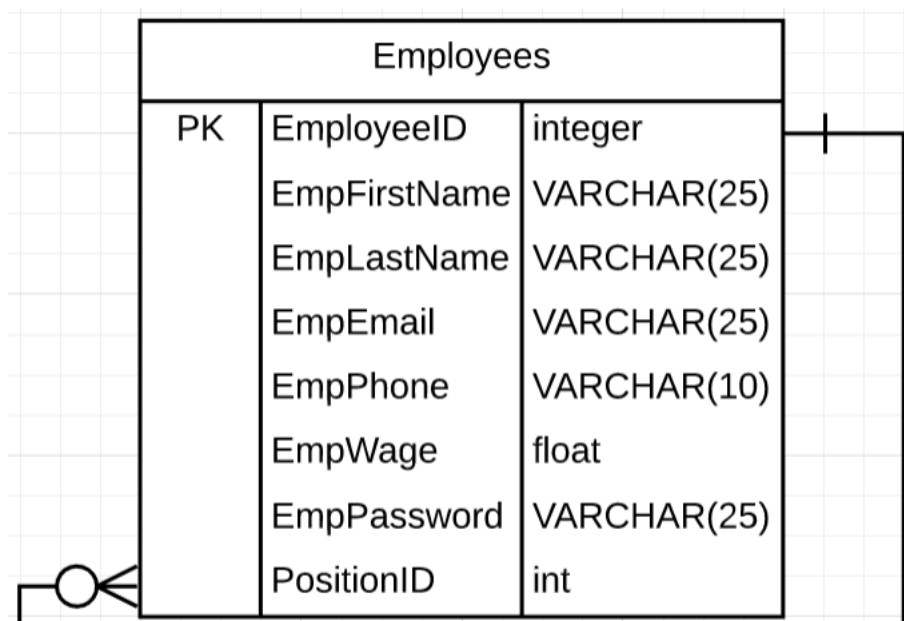 Employees
PK EmployeeID integer
EmpFirstName VARCHAR(25)
EmpLastName VARCHAR(25)
EmpEmail VARCHAR(25)
EmpPhone VARCHAR(10)
EmpWage float
EmpPassword VARCHAR(25)
PositionID int